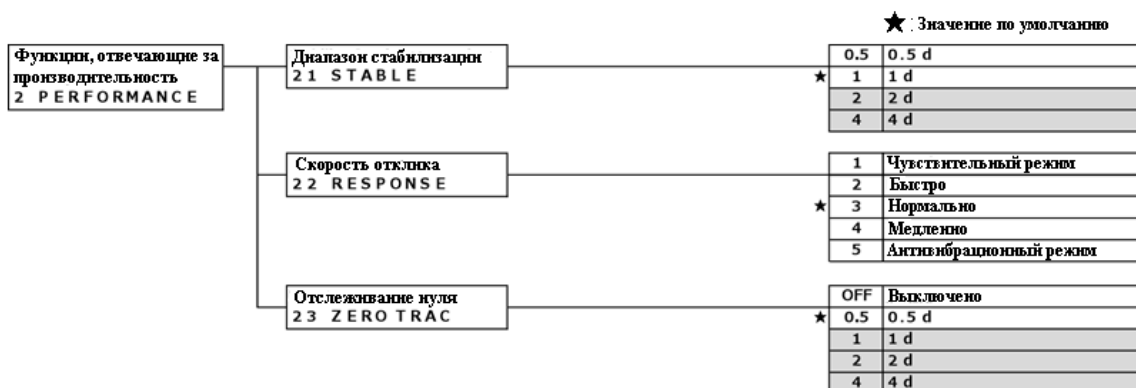 ★ : Значение по умолчанию
Функции, отвечающие за
производительность
2 PERFORMANCE
Диапазон стабилизации
21 STABLE
0.5 0.5 d
★ 1 1 d
2 2 d
4 4 d
Скорость отклика
22 RESPONSE
1 Чувствительный режим
2 Быстро
★ 3 Нормально
4 Медленно
5 Антивибрационный режим
Отслеживание нуля
23 ZERO TRAC
OFF Выключено
★ 0.5 0.5 d
1 1 d
2 2 d
4 4 d